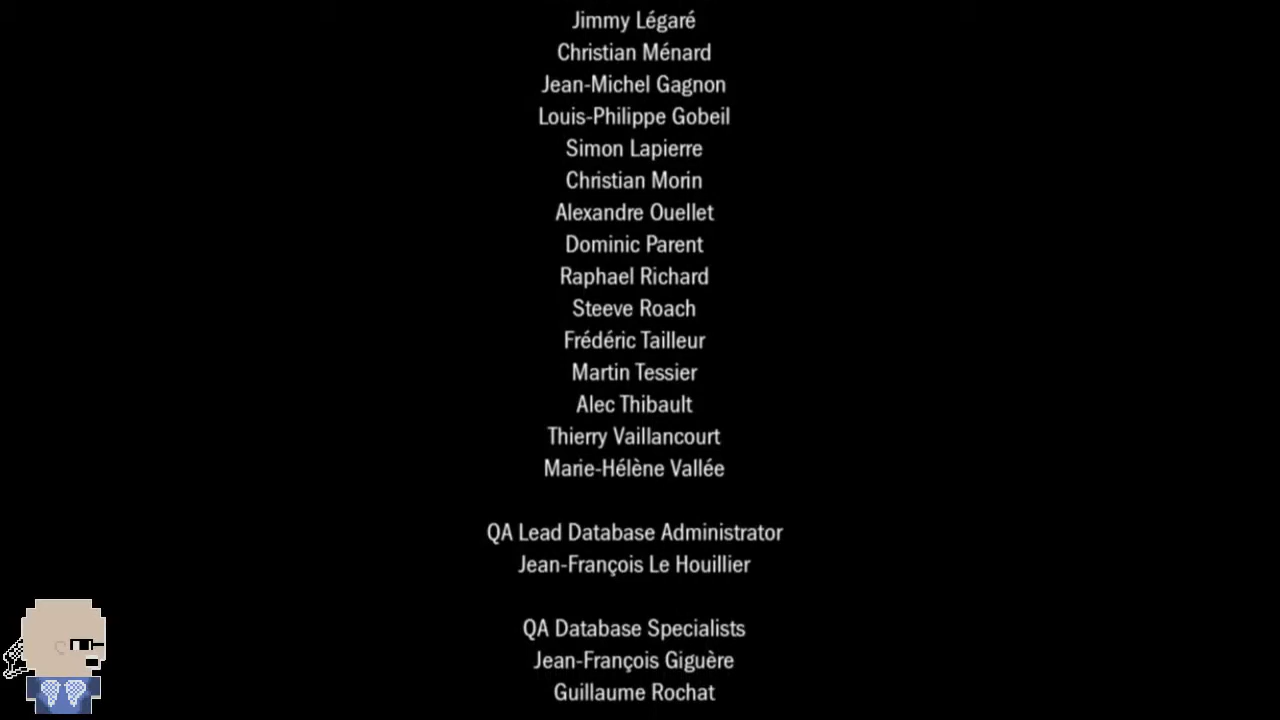 Jimmy Légaré
Christian Ménard
Jean-Michel Gagnon
Louis-Philippe Gobeil
Simon Lapierre
Christian Morin
Alexandre Ouellet
Dominic Parent
Raphael Richard
Steeve Roach
Frédéric Tailleur
Martin Tessier
Alec Thibault
Thierry Vaillancourt
Marie-Hélène Vallée
QA Lead Database Administrator
Jean-François Le Houillier
QA Database Specialists
Jean-François Giguère
Guillaume Rochat